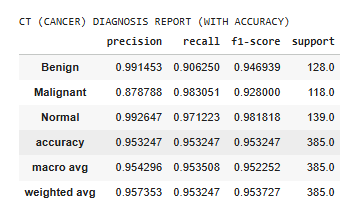 CT (CANCER) DIAGNOSIS REPORT (WITH ACCURACY)
precision recall f1-score support
Benign 0.991453 0.906250 0.946939 128.0
Malignant 0.878788 0.983051 0.928000 118.0
Normal 0.992647 0.971223 0.981818 139.0
accuracy 0.953247 0.953247 0.953247 385.0
macro avg 0.954296 0.953508 0.952252 385.0
weighted avg 0.957353 0.953247 0.953727 385.0